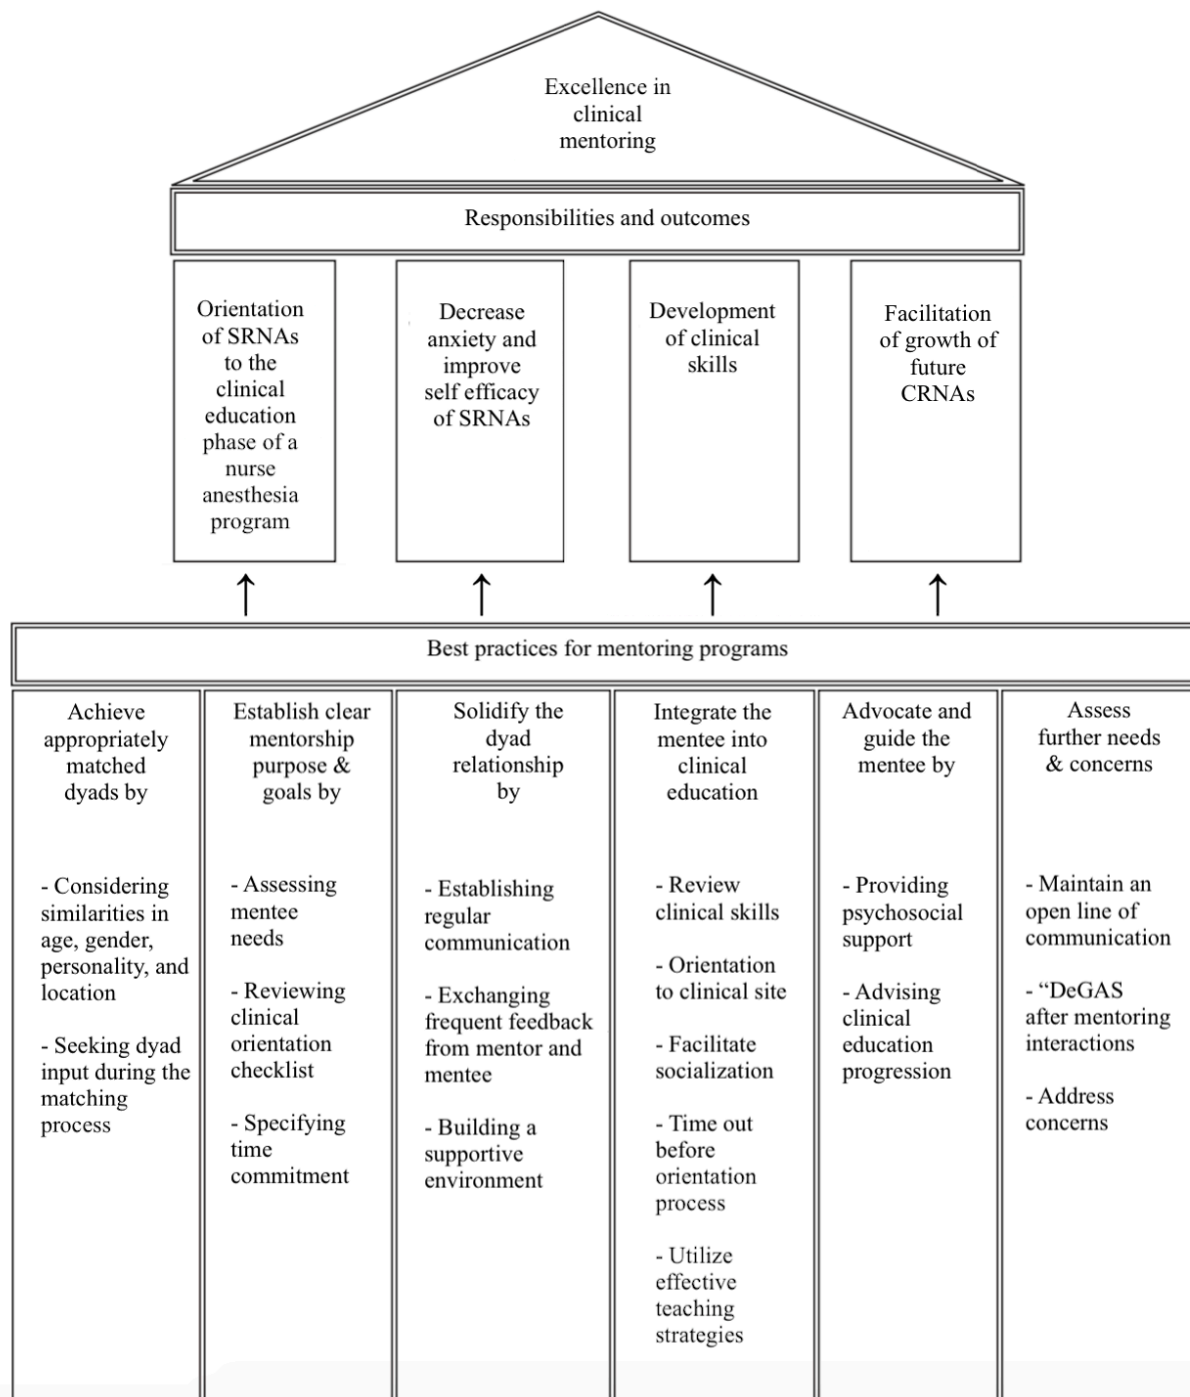 Excellence in
clinical
mentoring
Responsibilities and outcomes
Orientation
of SRNAs
to the
clinical
education
phase of a
nurse
anesthesia
program
Decrease
anxiety and
improve
self efficacy
of SRNAs
Development
of clinical
skills
Facilitation
of growth of
future
CRNAs
Best practices for mentoring programs
Achieve
appropriately
matched
dyads by
- Considering
similarities in
age, gender,
personality, and
location
- Seeking dyad
input during the
matching
process
Establish clear
mentorship
purpose &
goals by
- Assessing
mentee
needs
- Reviewing
clinical
orientation
checklist
- Specifying
time
commitment
Solidify the
dyad
relationship
by
- Establishing
regular
communication
- Exchanging
frequent feedback
from mentor and
mentee
- Building a
supportive
environment
Integrate the
mentee into
clinical
education
- Review
clinical skills
- Orientation
to clinical site
- Facilitate
socialization
- Time out
before
orientation
process
- Utilize
effective
teaching
strategies
Advocate and
guide the
mentee by
- Providing
psychosocial
support
- Advising
clinical
education
progression
Assess
further needs
& concerns
- Maintain an
open line of
communication
- “DeGAS
after mentoring
interactions
- Address
concerns